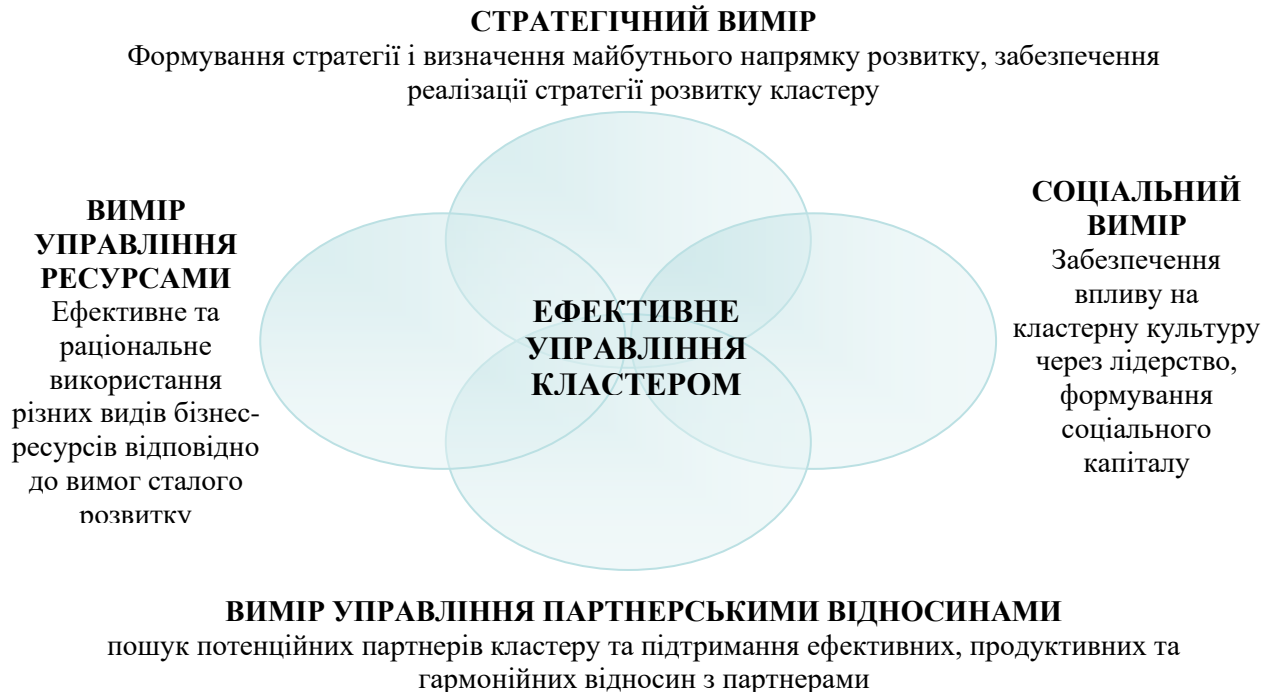 СТРАТЕГІЧНИЙ ВИМІР
Формування стратегії і визначення майбутнього напрямку розвитку, забезпечення
реалізації стратегії розвитку кластеру
ВИМІР
УПРАВЛІННЯ
РЕСУРСАМИ
Ефективне та
раціональне
використання
різних видів бізнес-
ресурсів відповідно
до вимог сталого
розвитку
ЕФЕКТИВНЕ
УПРАВЛІННЯ
КЛАСТЕРОМ
СОЦІАЛЬНИЙ
ВИМІР
Забезпечення
впливу на
кластерну культуру
через лідерство,
формування
соціального
капіталу
ВИМІР УПРАВЛІННЯ ПАРТНЕРСЬКИМИ ВІДНОСИНАМИ
пошук потенційних партнерів кластеру та підтримання ефективних, продуктивних та
гармонійних відносин з партнерами